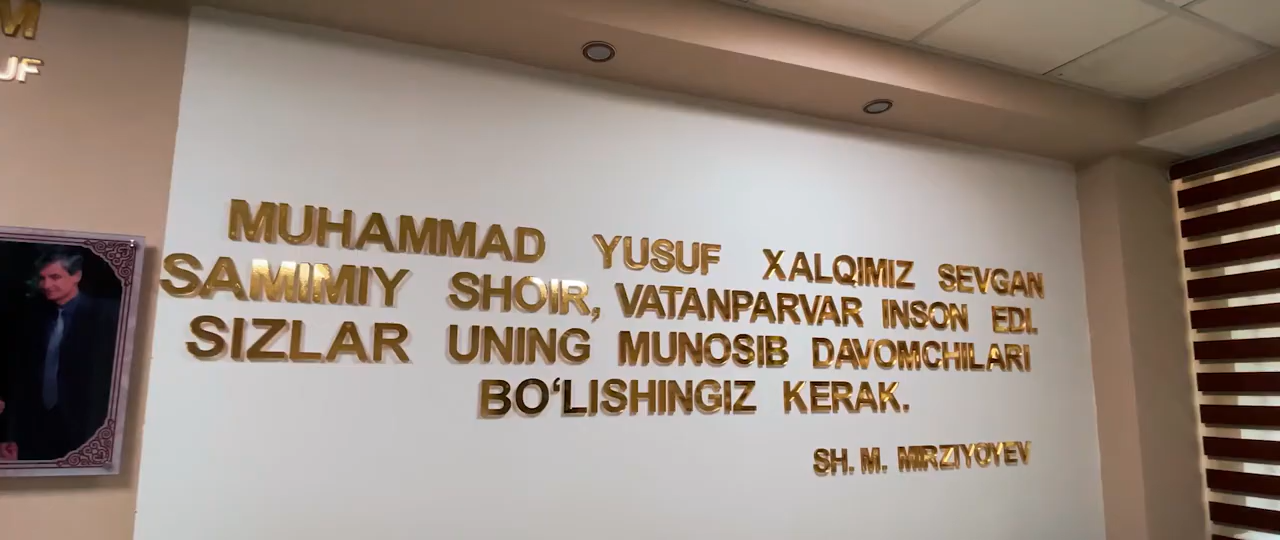 MUHAMMAD YUSUF XALQIMIZ SEVGAN
SAMIMIY SHOIR, VATANPARVAR INSON EDI.
SIZLAR UNING MUNOSIB DAVOMCHILARI
BO‘LISHINGIZ KERAK.
SH. M. MIRZIYOYEV